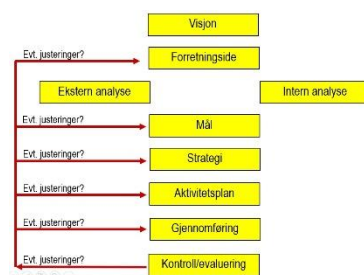 Visjon
Evt. justeringer?
Forretningside
Ekstern analyse
Intern analyse
Evt. justeringer?
Mål
Evt. justeringer?
Strategi
Evt. justeringer?
Aktivitetsplan
Evt. justeringer?
Gjennomføring
Evt. justeringer?
Kontroll/evaluering